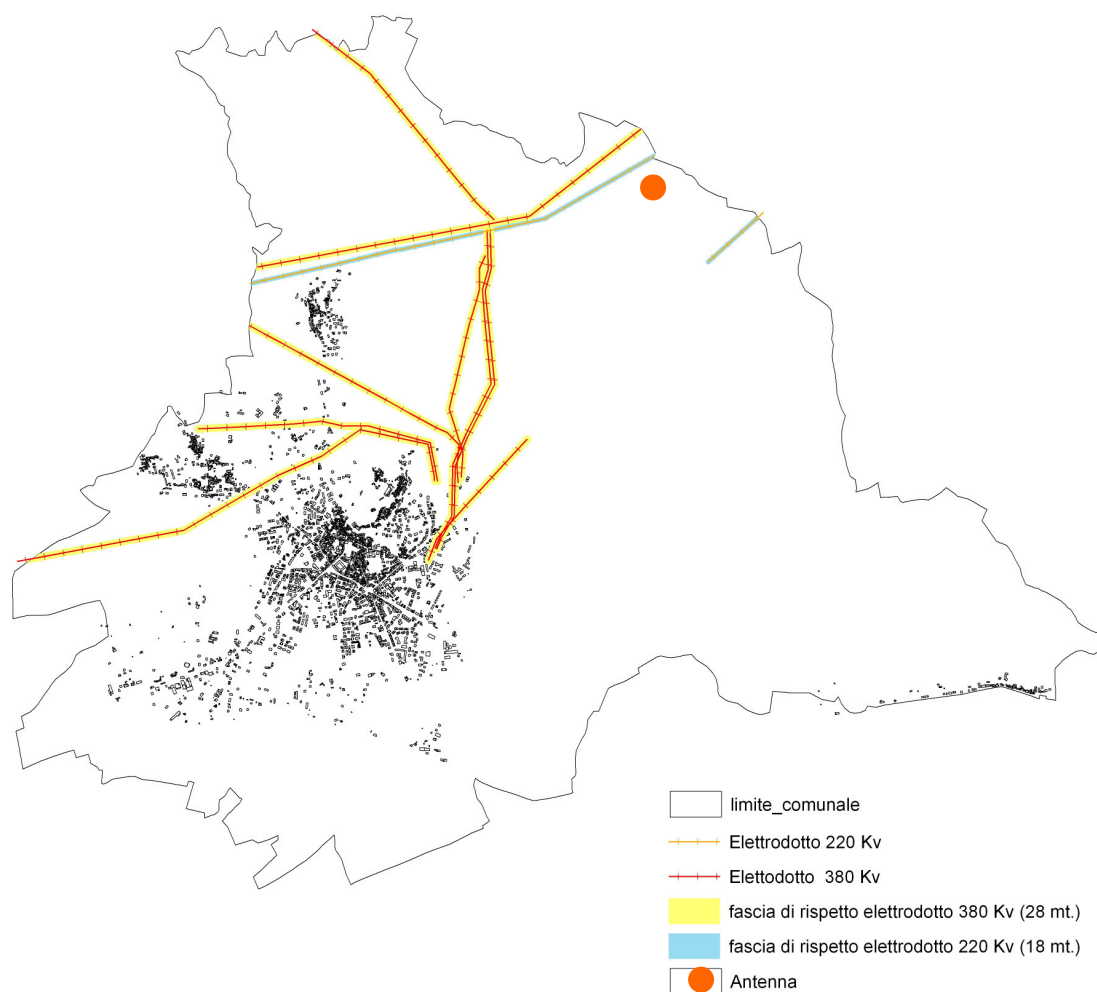 limite_comunale
Elettrodotto 220 Kv
Elettodotto 380 Kv
fascia di rispetto elettrodotto 380 Kv (28 mt.)
fascia di rispetto elettrodotto 220 Kv (18 mt.)
Antenna